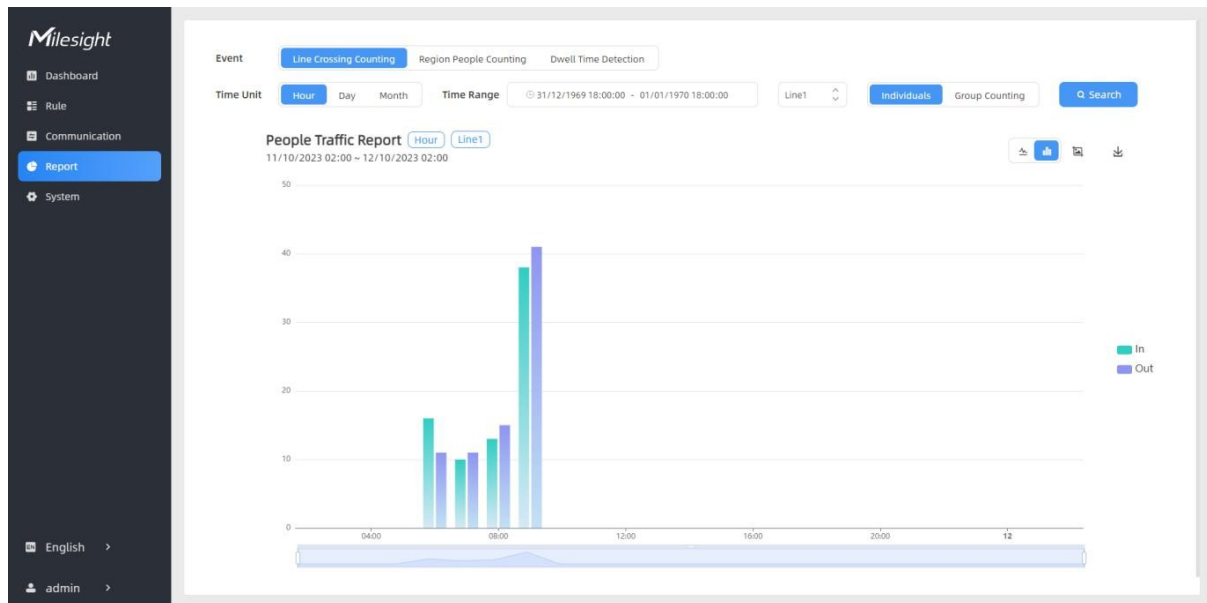 Milesight
Dashboard
Rule
Communication
Report
System
EN English >
admin >
Event Line Crossing Counting Region People Counting Dwell Time Detection
Time Unit Hour Day Month Time Range 31/12/1969 18:00:00 - 01/01/1970 18:00:00 Line1 Individuals Group Counting Search
People Traffic Report Hour Line1
11/10/2023 02:00 ~ 12/10/2023 02:00
50
40
30
20
10
0
04:00 08:00 12:00 16:00 20:00 12
In
Out